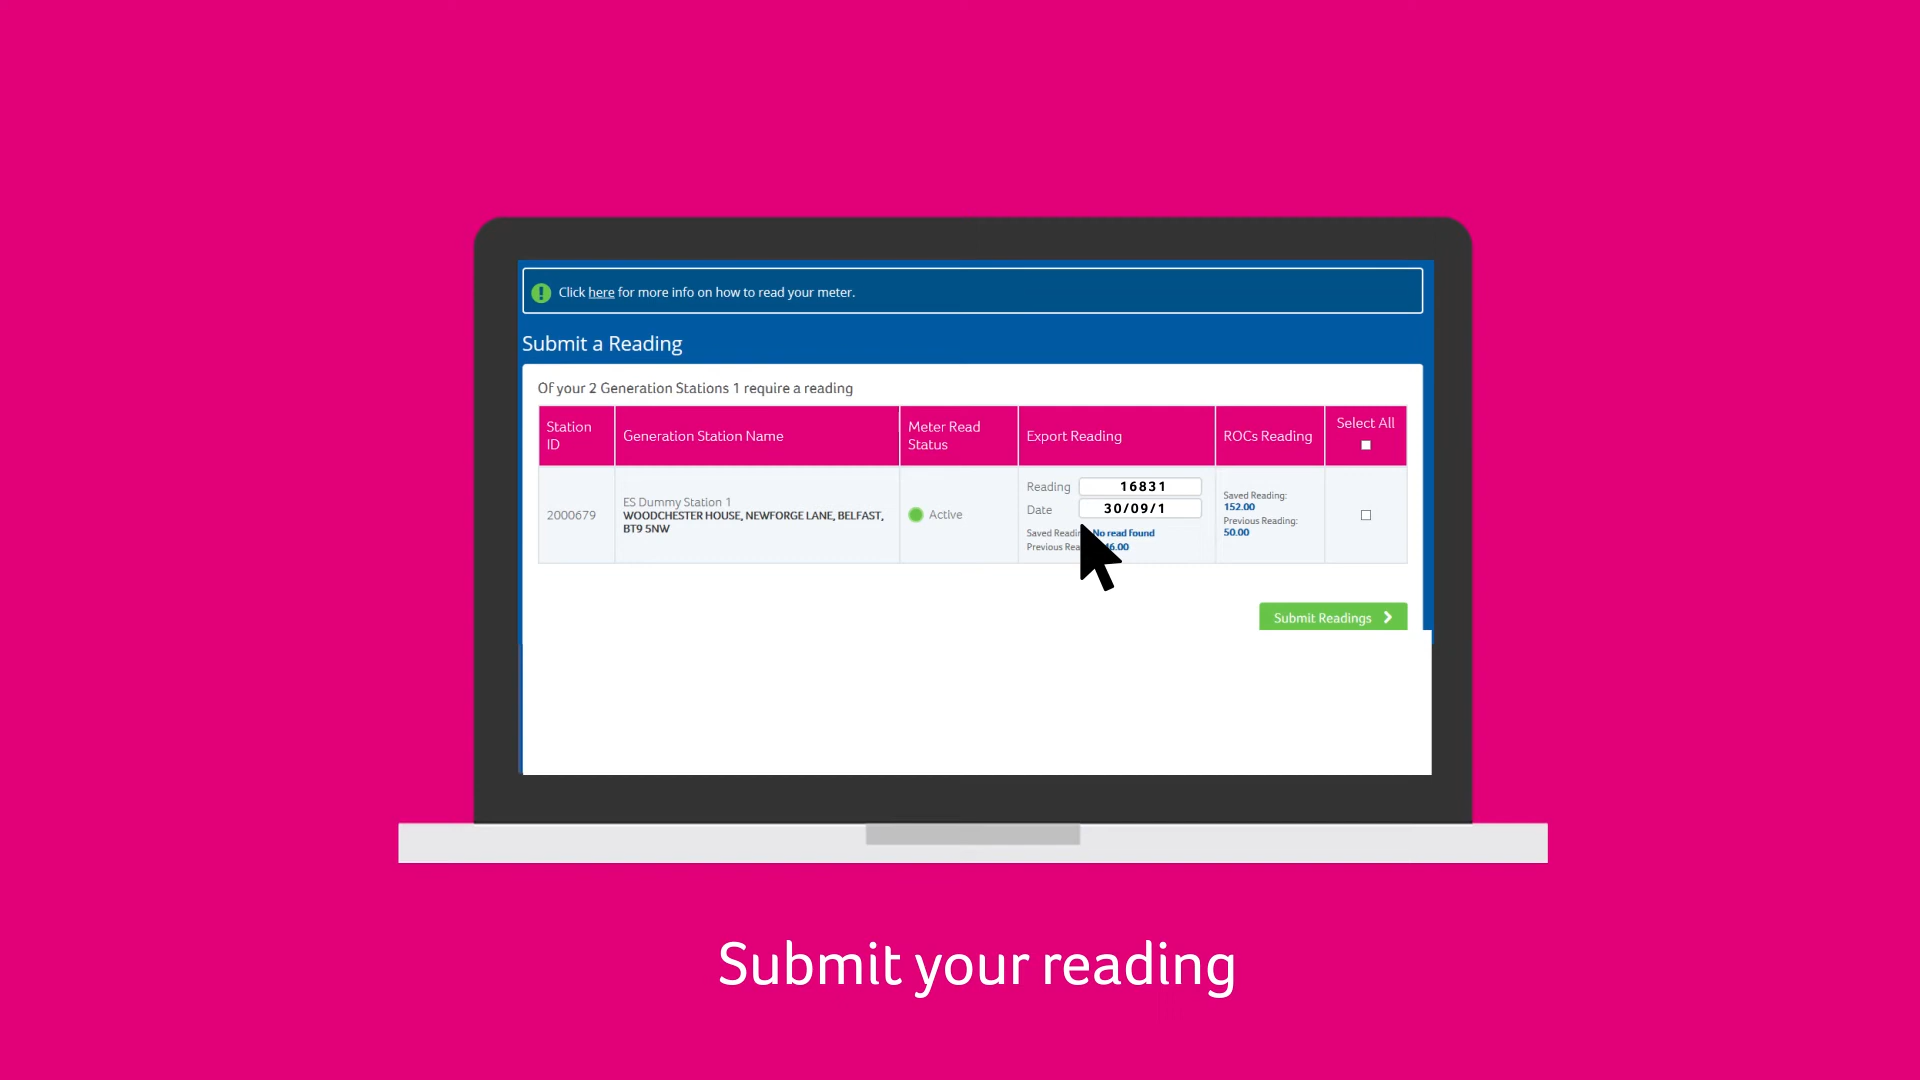 Click here for more info on how to read your meter.
Submit a Reading
Of your 2 Generation Stations 1 require a reading
Station ID
Generation Station Name
Meter Read Status
Export Reading
ROCs Reading
Select All
2000679
ES Dummy Station 1
WOODCHESTER HOUSE, NEWFORGE LANE, BELFAST,
BT9 5NW
Active
Reading 16831
Date 30/09/1
Saved No read found
Previous
Saved Reading:
152.00
Previous Reading:
50.00
Submit Readings
Submit your reading